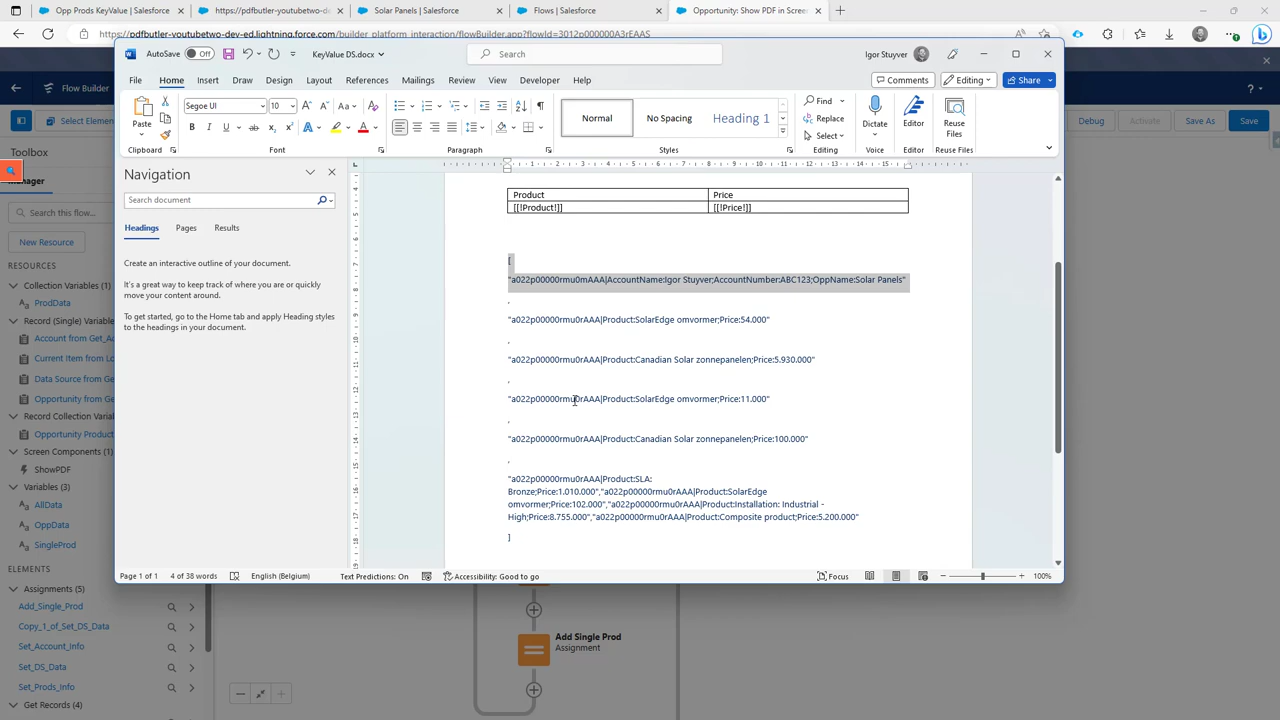 Opp Prods KeyValue | Salesforce
https://pdfbutler-youtubetwo-dev
Solar Panels | Salesforce
Flows | Salesforce
Opportunity: Show PDF in Scree
https://pdfbutler-youtubetwo-dev-ed.lightning.force.com/builder_platform_interaction/flowBuilder.app?flowId=3012p000000A3rEAAS
AutoSave
Off
KeyValue DS.docx
Search
Igor Stuyver
File
Home
Insert
Draw
Design
Layout
References
Mailings
Review
View
Developer
Help
Comments
Editing
Share
Flow Builder
Select Elemen
Debug
Activate
Save As
Save
Paste
Segoe UI
10
Normal
No Spacing
Heading 1
Find
Replace
Select
Dictate
Editor
Reuse
Files
Clipboard
Font
Paragraph
Styles
Editing
Voice
Editor
Reuse Files
Toolbox
Manager
Search this flow...
New Resource
RESOURCES
Collection Variables (1)
ProdData
Record (Single) Variab
Account from Get_Ac
Current Item from Lo
Data Source from Ge
Opportunity from Ge
Opportunity Product
Screen Components (1)
ShowPDF
Variables (3)
AllData
OppData
SingleProd
ELEMENTS
Assignments (5)
Add_Single_Prod
Copy_1_of_Set_DS_Data
Set_Account_Info
Set_DS_Data
Set_Prods_Info
Get Records (4)
Navigation
Search document
Headings
Pages
Results
Create an interactive outline of your document.
It's a great way to keep track of where you are or quickly
move your content around.
To get started, go to the Home tab and apply Heading styles
to the headings in your document.
Product Price
[[!Product!]] [[!Price!]]
[
"a022p00000rmu0mAAA|AccountName:Igor Stuyver;AccountNumber:ABC123;OppName:Solar Panels"
,
"a022p00000rmu0rAAA|Product:SolarEdge omvormer;Price:54.000"
,
"a022p00000rmu0rAAA|Product:Canadian Solar zonnepanelen;Price:5.930.000"
,
"a022p00000rmu0rAAA|Product:SolarEdge omvormer;Price:11.000"
,
"a022p00000rmu0rAAA|Product:Canadian Solar zonnepanelen;Price:100.000"
,
"a022p00000rmu0rAAA|Product:SLA:
Bronze;Price:1.010.000","a022p00000rmu0rAAA|Product:SolarEdge
omvormer;Price:102.000","a022p00000rmu0rAAA|Product:Installation: Industrial -
High;Price:8.755.000","a022p00000rmu0rAAA|Product:Composite product;Price:5.200.000"
]
Page 1 of 1
4 of 38 words
English (Belgium)
Text Predictions: On
Accessibility: Good to go
Focus
100%
Add Single Prod
Assignment